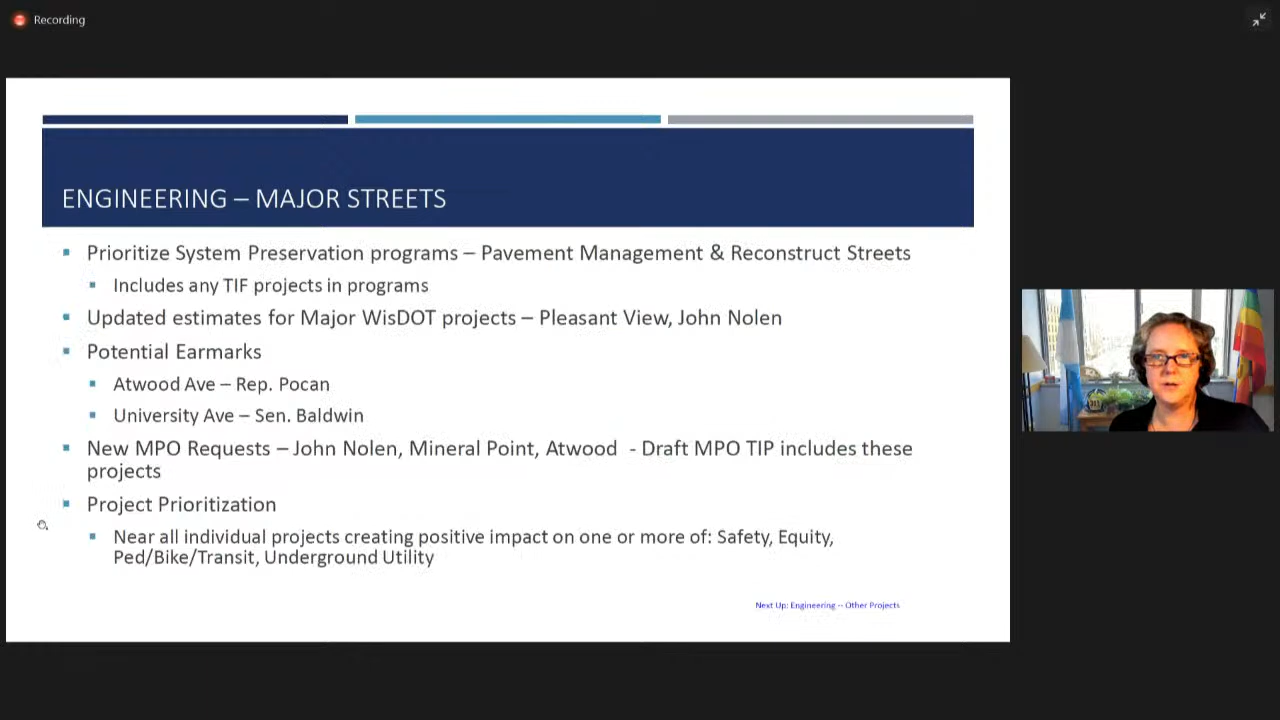 Recording
ENGINEERING – MAJOR STREETS
Prioritize System Preservation programs – Pavement Management & Reconstruct Streets
Includes any TIF projects in programs
Updated estimates for Major WisDOT projects – Pleasant View, John Nolen
Potential Earmarks
Atwood Ave – Rep. Pocan
University Ave – Sen. Baldwin
New MPO Requests – John Nolen, Mineral Point, Atwood - Draft MPO TIP includes these
projects
Project Prioritization
Near all individual projects creating positive impact on one or more of: Safety, Equity,
Ped/Bike/Transit, Underground Utility
Next Up: Engineering -- Other Projects